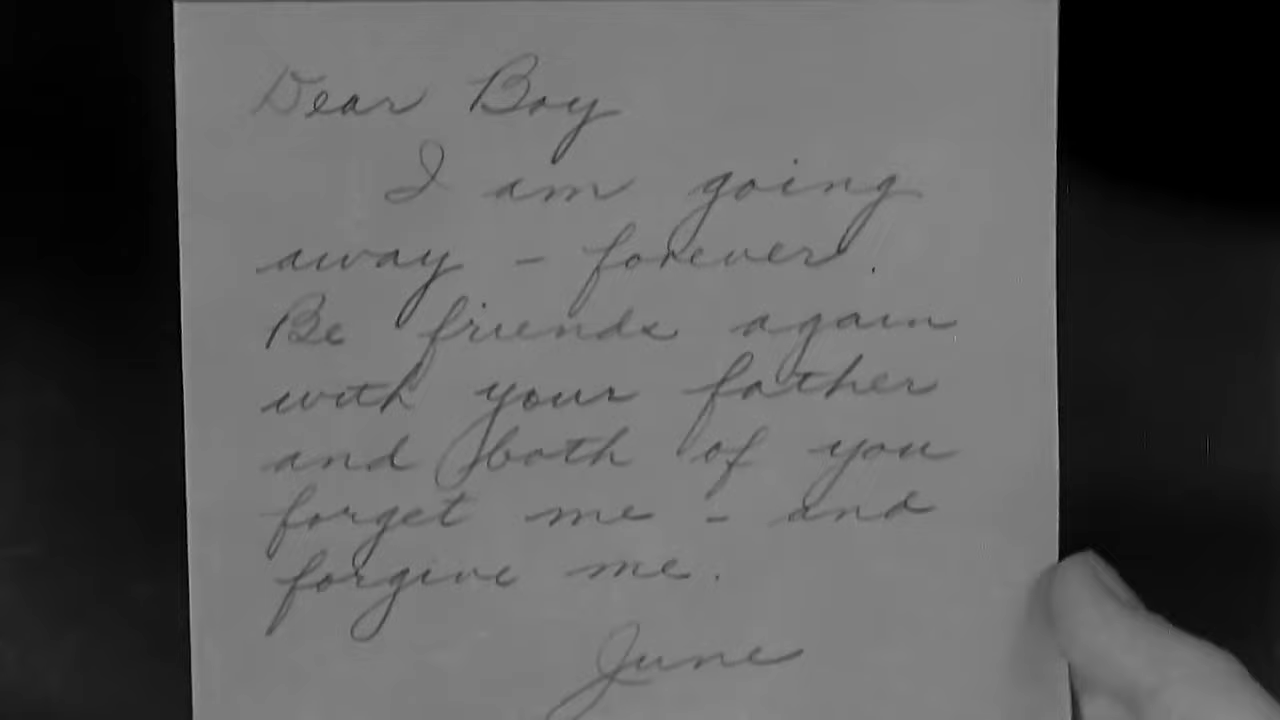 Dear Boy
I am going
away - forever.
Be friends again
with your father
and both of you
forget me - and
forgive me.
June